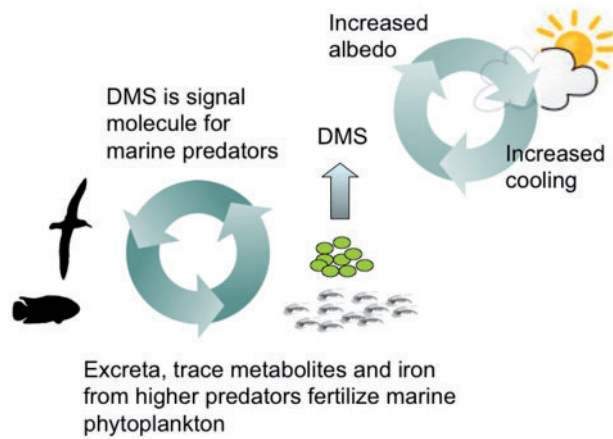 Increased
albedo
DMS is signal
molecule for
marine predators
DMS
Increased
cooling
Excreta, trace metabolites and iron
from higher predators fertilize marine
phytoplankton